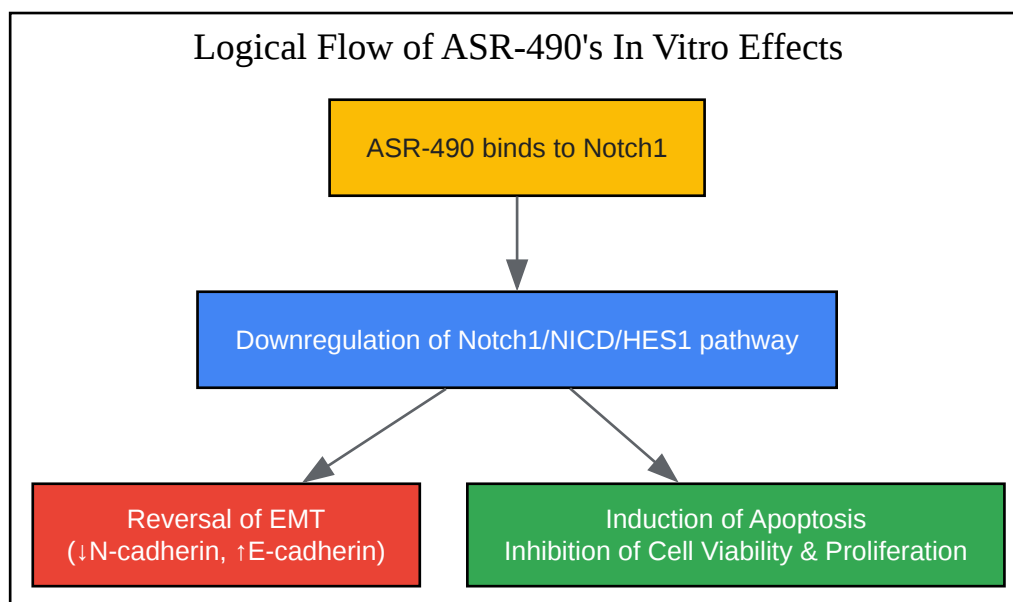 Logical Flow of ASR-490's In Vitro Effects
ASR-490 binds to Notch1
Downregulation of Notch1/NICD/HES1 pathway
Reversal of EMT
(↓N-cadherin, ↑E-cadherin)
Induction of Apoptosis
Inhibition of Cell Viability & Proliferation